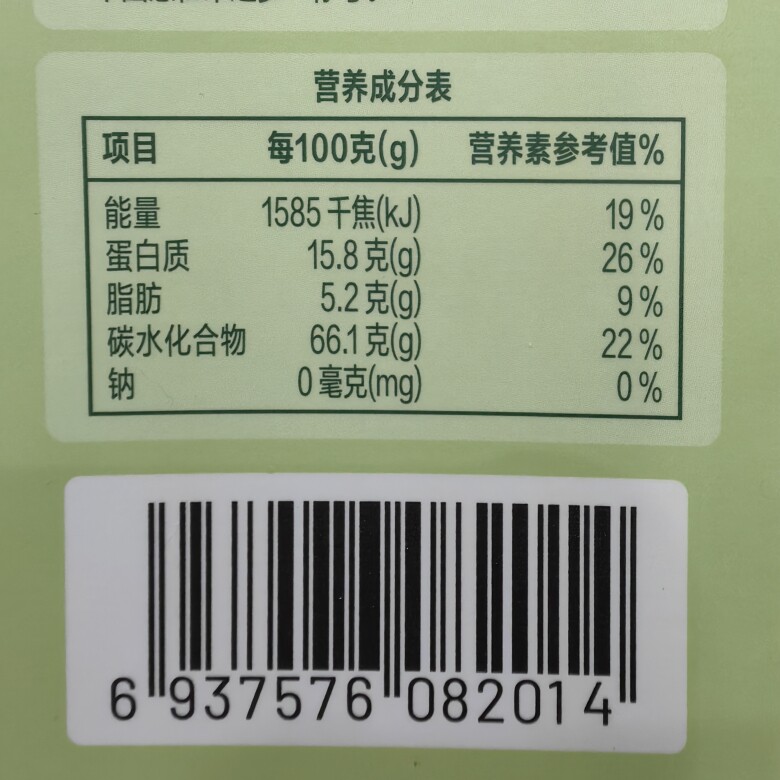 营养成分表
项目 每100克(g) 营养素参考值%
能量 1585千焦(kJ) 19%
蛋白质 15.8克(g) 26%
脂肪 5.2克(g) 9%
碳水化合物 66.1克(g) 22%
钠 0毫克(mg) 0%
6 937576 082014